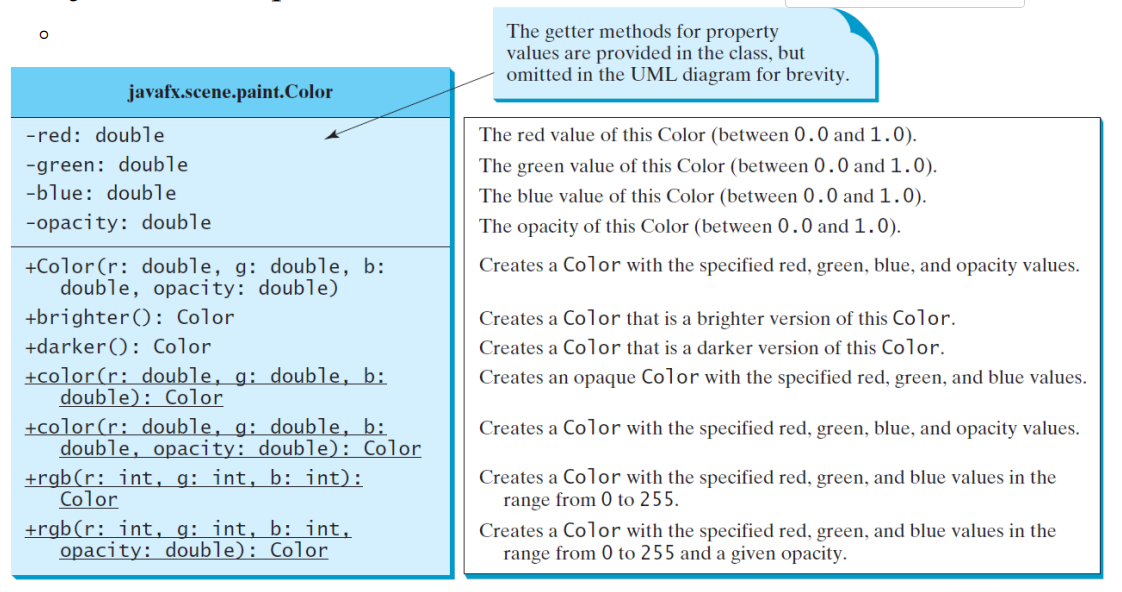 The getter methods for property
values are provided in the class, but
omitted in the UML diagram for brevity.
javafx.scene.paint.Color
-red: double
-green: double
-blue: double
-opacity: double
The red value of this Color (between 0.0 and 1.0).
The green value of this Color (between 0.0 and 1.0).
The blue value of this Color (between 0.0 and 1.0).
The opacity of this Color (between 0.0 and 1.0).
+Color(r: double, g: double, b:
double, opacity: double)
+brighter(): Color
+darker(): Color
+color(r: double, g: double, b:
double): Color
+color(r: double, g: double, b:
double, opacity: double): Color
+rgb(r: int, g: int, b: int):
Color
+rgb(r: int, g: int, b: int,
opacity: double): Color
Creates a Color with the specified red, green, blue, and opacity values.
Creates a Color that is a brighter version of this Color.
Creates a Color that is a darker version of this Color.
Creates an opaque Color with the specified red, green, and blue values.
Creates a Color with the specified red, green, blue, and opacity values.
Creates a Color with the specified red, green, and blue values in the
range from 0 to 255.
Creates a Color with the specified red, green, and blue values in the
range from 0 to 255 and a given opacity.